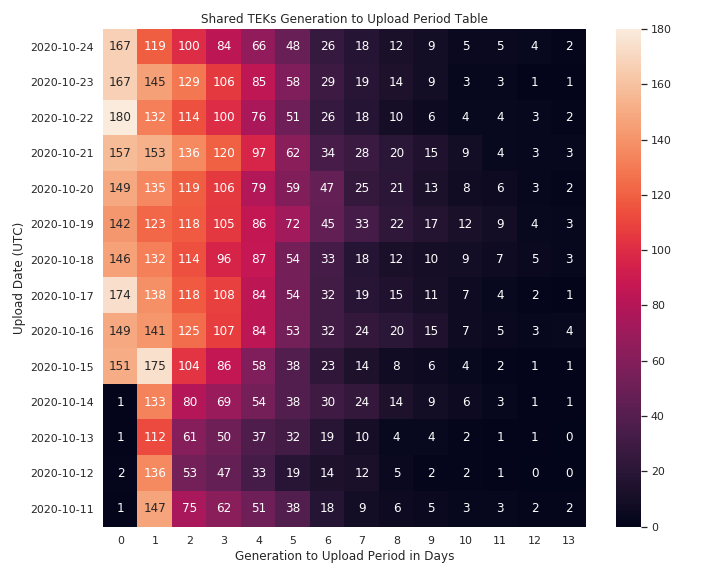 Shared TEKs Generation to Upload Period Table
2020-10-24 167 119 100 84 66 48 26 18 12 9 5 5 4 2
2020-10-23 167 145 129 106 85 58 29 19 14 9 3 3 1 1
2020-10-22 180 132 114 100 76 51 26 18 10 6 4 4 3 2
2020-10-21 157 153 136 120 97 62 34 28 20 15 9 4 3 3
2020-10-20 149 135 119 106 79 59 47 25 21 13 8 6 3 2
2020-10-19 142 123 118 105 86 72 45 33 22 17 12 9 4 3
2020-10-18 146 132 114 96 87 54 33 18 12 10 9 7 5 3
2020-10-17 174 138 118 108 84 54 32 19 15 11 7 4 2 1
2020-10-16 149 141 125 107 84 53 32 24 20 15 7 5 3 4
2020-10-15 151 175 104 86 58 38 23 14 8 6 4 2 1 1
2020-10-14 1 133 80 69 54 38 30 24 14 9 6 3 1 1
2020-10-13 1 112 61 50 37 32 19 10 4 4 2 1 1 0
2020-10-12 2 136 53 47 33 19 14 12 5 2 2 1 0 0
2020-10-11 1 147 75 62 51 38 18 9 6 5 3 3 2 2
0 1 2 3 4 5 6 7 8 9 10 11 12 13
Generation to Upload Period in Days
Upload Date (UTC)
180
160
140
120
100
80
60
40
20
0